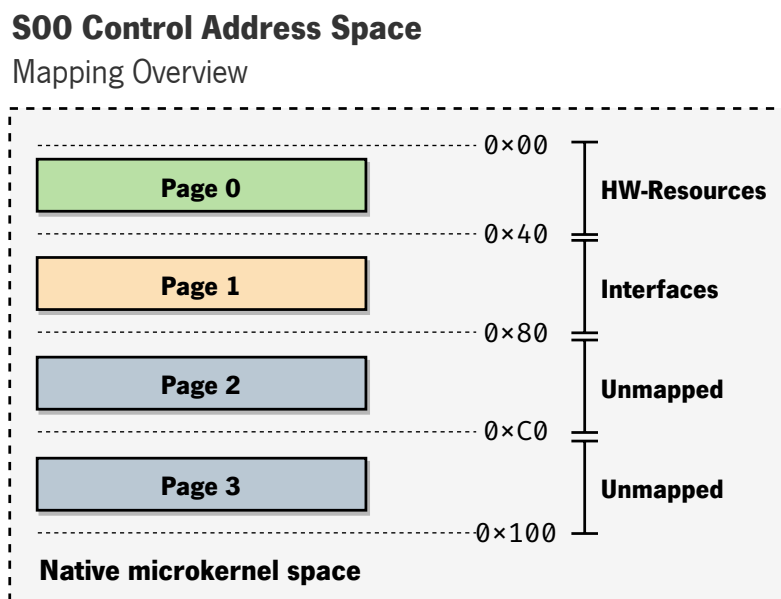 S00 Control Address Space
Mapping Overview
0×00
Page 0
HW-Resources
0×40
Page 1
Interfaces
0×80
Page 2
Unmapped
0×C0
Page 3
Unmapped
0×100
Native microkernel space